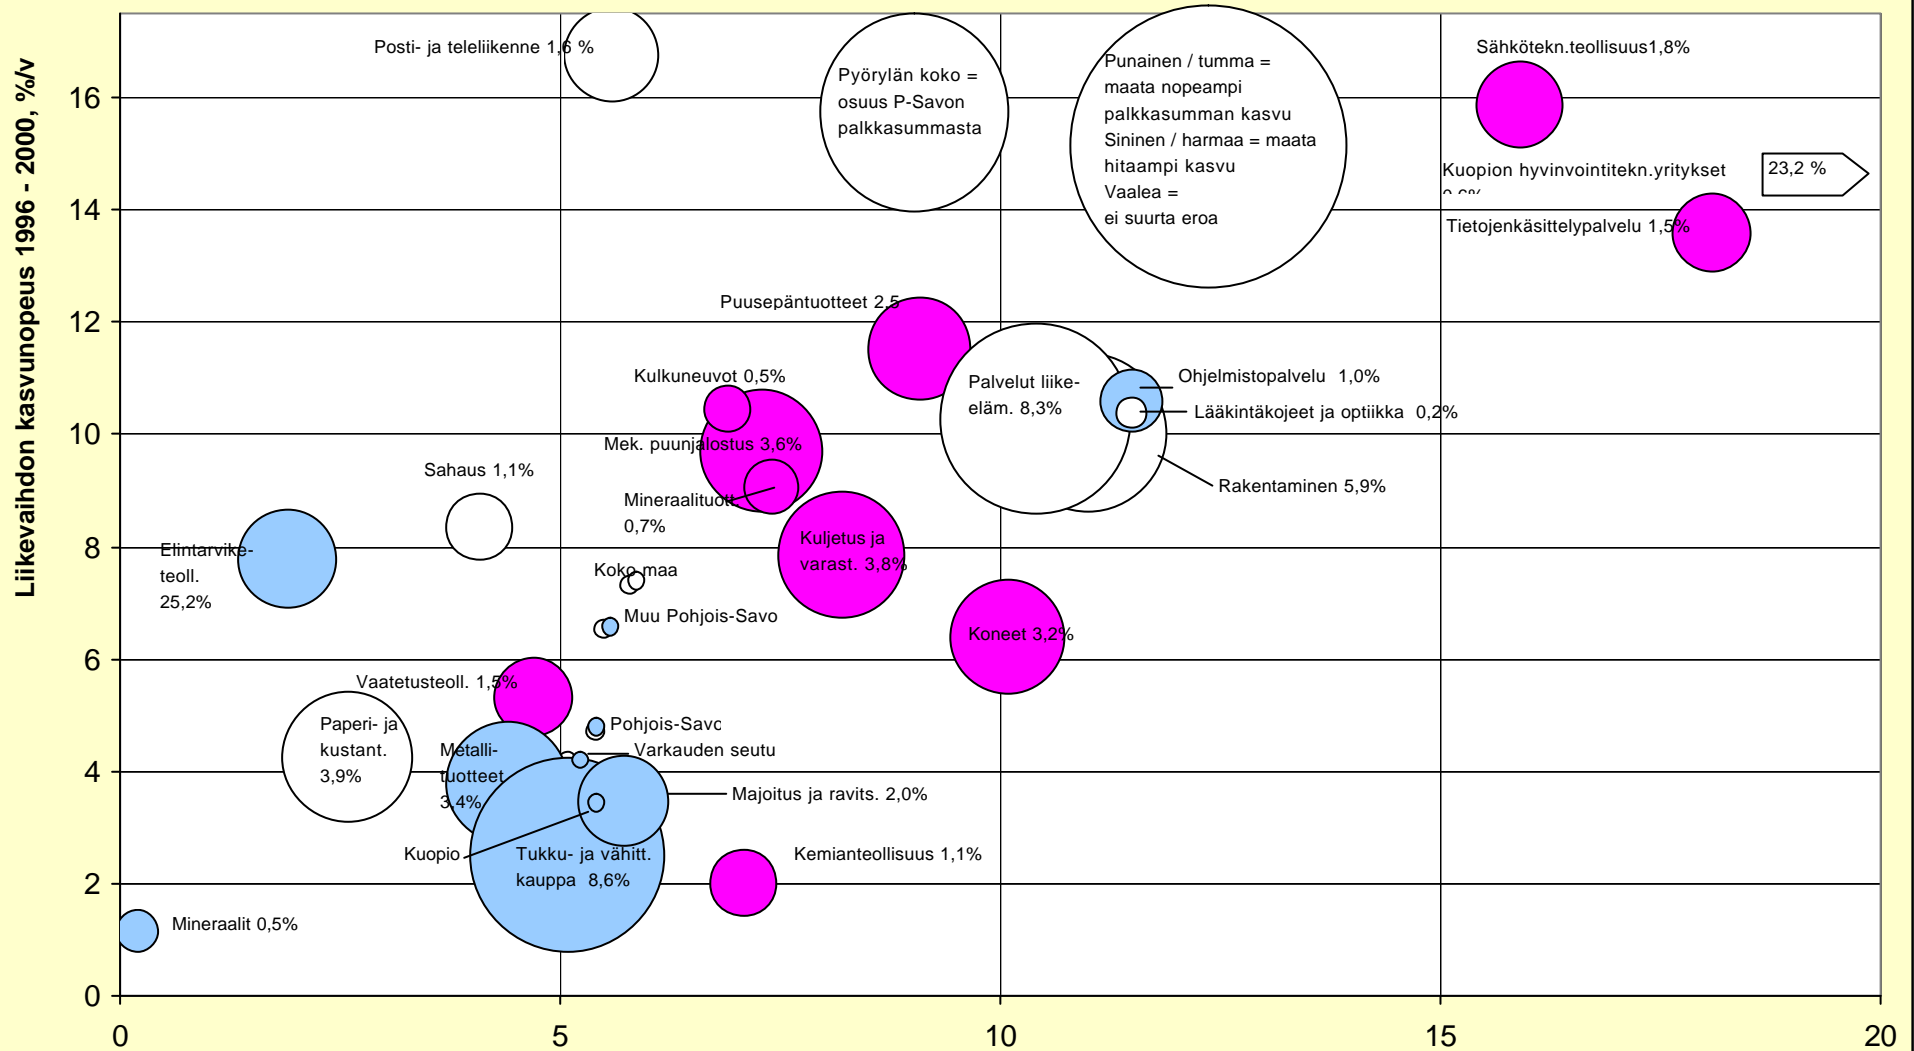 Liikevaihdon kasvunopeus 1996 - 2000, %/v
Posti- ja teleliikenne 1,6 %
Pyörylän koko =
osuus P-Savon
palkkasummasta
Punainen / tumma =
maata nopeampi
palkkasumman kasvu
Sininen / harmaa = maata
hitaampi kasvu
Vaalea =
ei suurta eroa
Sähkötekn.teollisuus1,8%
Kuopion hyvinvointitekn.yritykset
23,2 %
Tietojenkäsittelypalvelu 1,5%
Puusepäntuotteet 2,5
Kulkuneuvot 0,5%
Palvelut liike-
eläm. 8,3%
Ohjelmistopalvelu 1,0%
Lääkintäkojeet ja optiikka 0,2%
Mek. puunjalostus 3,6%
Sahaus 1,1%
Rakentaminen 5,9%
Mineraalituott
0,7%
Kuljetus ja
varast. 3,8%
Elintarvike-
teoll.
25,2%
Koko maa
Muu Pohjois-Savo
Koneet 3,2%
Vaatetusteoll. 1,5%
Paperi- ja
kustant.
3,9%
Metalli-
tuotteet
3,4%
Pohjois-Savo
Varkauden seutu
Majoitus ja ravits. 2,0%
Kuopio
Tukku- ja vähitt.
kauppa 8,6%
Kemianteollisuus 1,1%
Mineraalit 0,5%
16
14
12
10
8
6
4
2
0
0
5
10
15
20